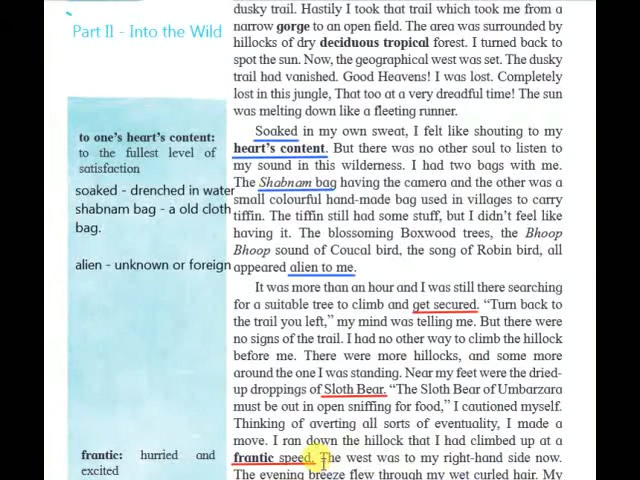 Part II - Into the Wild
to one's heart's content:
to the fullest level of
satisfaction
soaked - drenched in water
shabnam bag - a old cloth
bag.
alien - unknown or foreign
frantic: hurried and
excited
dusky trail. Hastily I took that trail which took me from a
narrow gorge to an open field. The area was surrounded by
hillocks of dry deciduous tropical forest. I turned back to
spot the sun. Now, the geographical west was set. The dusky
trail had vanished. Good Heavens! I was lost. Completely
lost in this jungle, That too at a very dreadful time! The sun
was melting down like a fleeting runner.
Soaked in my own sweat, I felt like shouting to my
heart's content. But there was no other soul to listen to
my sound in this wilderness. I had two bags with me.
The Shabnam bag having the camera and the other was a
small colourful hand-made bag used in villages to carry
tiffin. The tiffin still had some stuff, but I didn't feel like
having it. The blossoming Boxwood trees, the Bhoop
Bhoop sound of Coucal bird, the song of Robin bird, all
appeared alien to me.
It was more than an hour and I was still there searching
for a suitable tree to climb and get secured. “Turn back to
the trail you left,” my mind was telling me. But there were
no signs of the trail. I had no other way to climb the hillock
before me. There were more hillocks, and some more
around the one I was standing. Near my feet were the dried-
up droppings of Sloth Bear. “The Sloth Bear of Umbarzara
must be out in open sniffing for food,” I cautioned myself.
Thinking of averting all sorts of eventuality, I made a
move. I ran down the hillock that I had climbed up at a
frantic speed. The west was to my right-hand side now.
The evening breeze flew through my wet curled hair. My